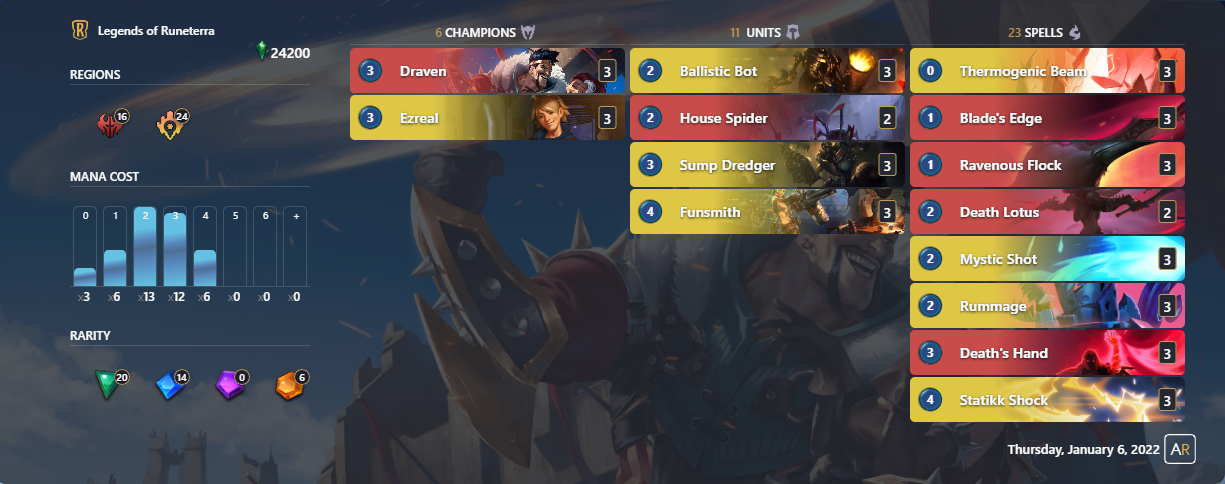 Legends of Runeterra
24200
REGIONS
16
24
MANA COST
0 1 2 3 4 5 6 +
x3 x6 x13 x12 x6 x0 x0 x0
RARITY
20
14
0
6
6 CHAMPIONS
3 Draven 3
3 Ezreal 3
11 UNITS
2 Ballistic Bot 3
2 House Spider 2
3 Sump Dredger 3
4 Funsmith 3
23 SPELLS
0 Thermogenic Beam 3
1 Blade's Edge 3
1 Ravenous Flock 3
2 Death Lotus 2
2 Mystic Shot 3
2 Rummage 3
3 Death's Hand 3
4 Statikk Shock 3
Thursday, January 6, 2022 AR